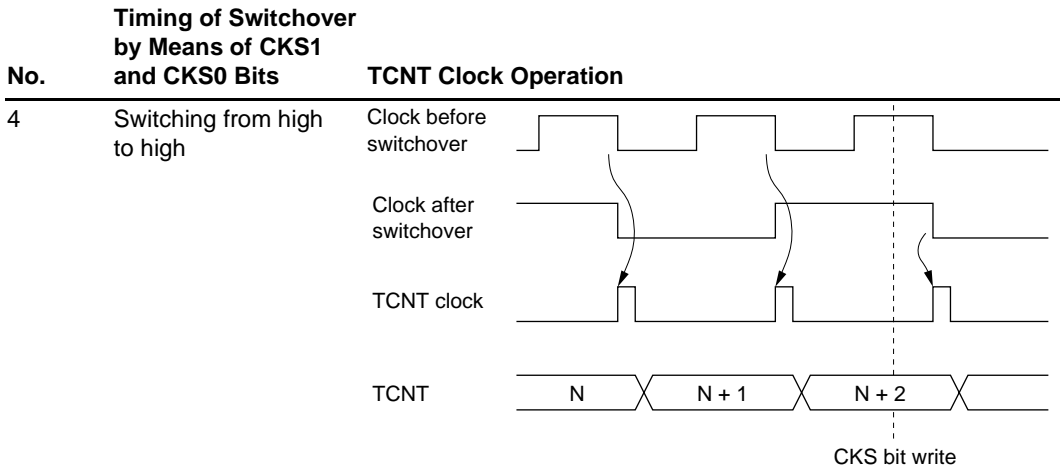 No.
Timing of Switchover
by Means of CKS1
and CKS0 Bits
TCNT Clock Operation
4
Switching from high
to high
Clock before
switchover
Clock after
switchover
TCNT clock
TCNT
N
N + 1
N + 2
CKS bit write